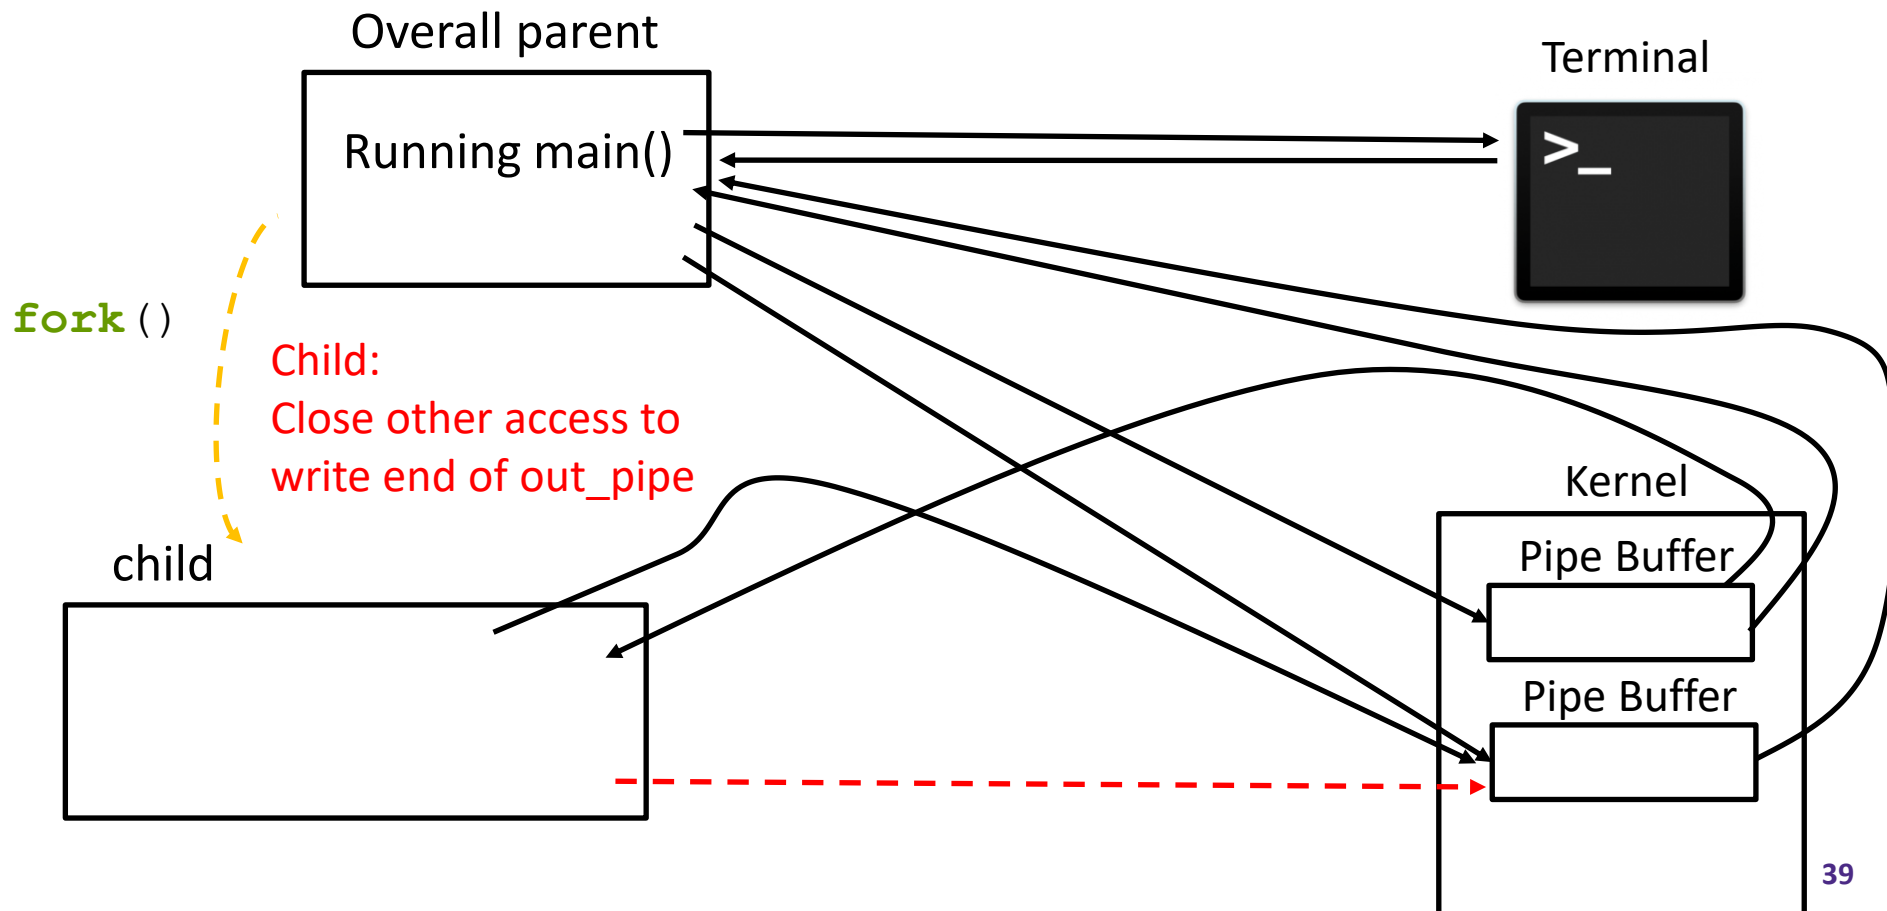 Overall parent
Terminal
Running main()
>_
fork()
Child:
Close other access to
write end of out_pipe
Kernel
child
Pipe Buffer
Pipe Buffer
39